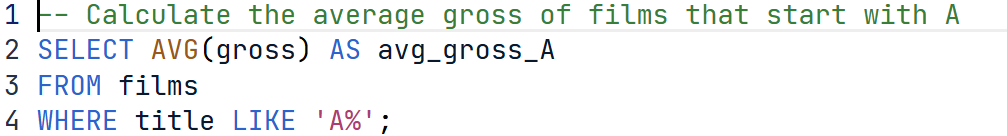 1 -- Calculate the average gross of films that start with A
2 SELECT AVG(gross) AS avg_gross_A
3 FROM films
4 WHERE title LIKE 'A%';